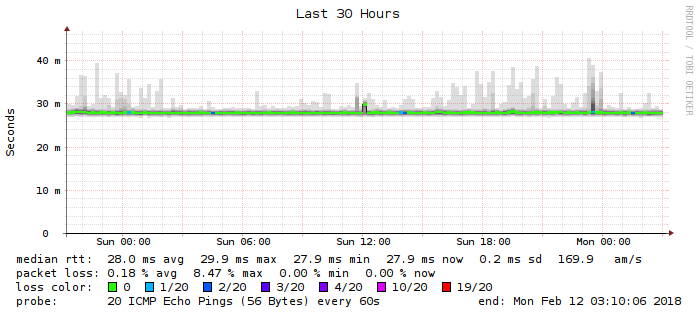 Last 30 Hours
RRDTOOL / TOBI OETIKER
Seconds
40 m
30 m
20 m
10 m
0
Sun 00:00 Sun 06:00 Sun 12:00 Sun 18:00 Mon 00:00
median rtt: 28.0 ms avg 29.9 ms max 27.9 ms min 27.9 ms now 0.2 ms sd 169.9 am/s
packet loss: 0.18 % avg 8.47 % max 0.00 % min 0.00 % now
loss color: 0 1/20 2/20 3/20 4/20 10/20 19/20
probe: 20 ICMP Echo Pings (56 Bytes) every 60s end: Mon Feb 12 03:10:06 2018